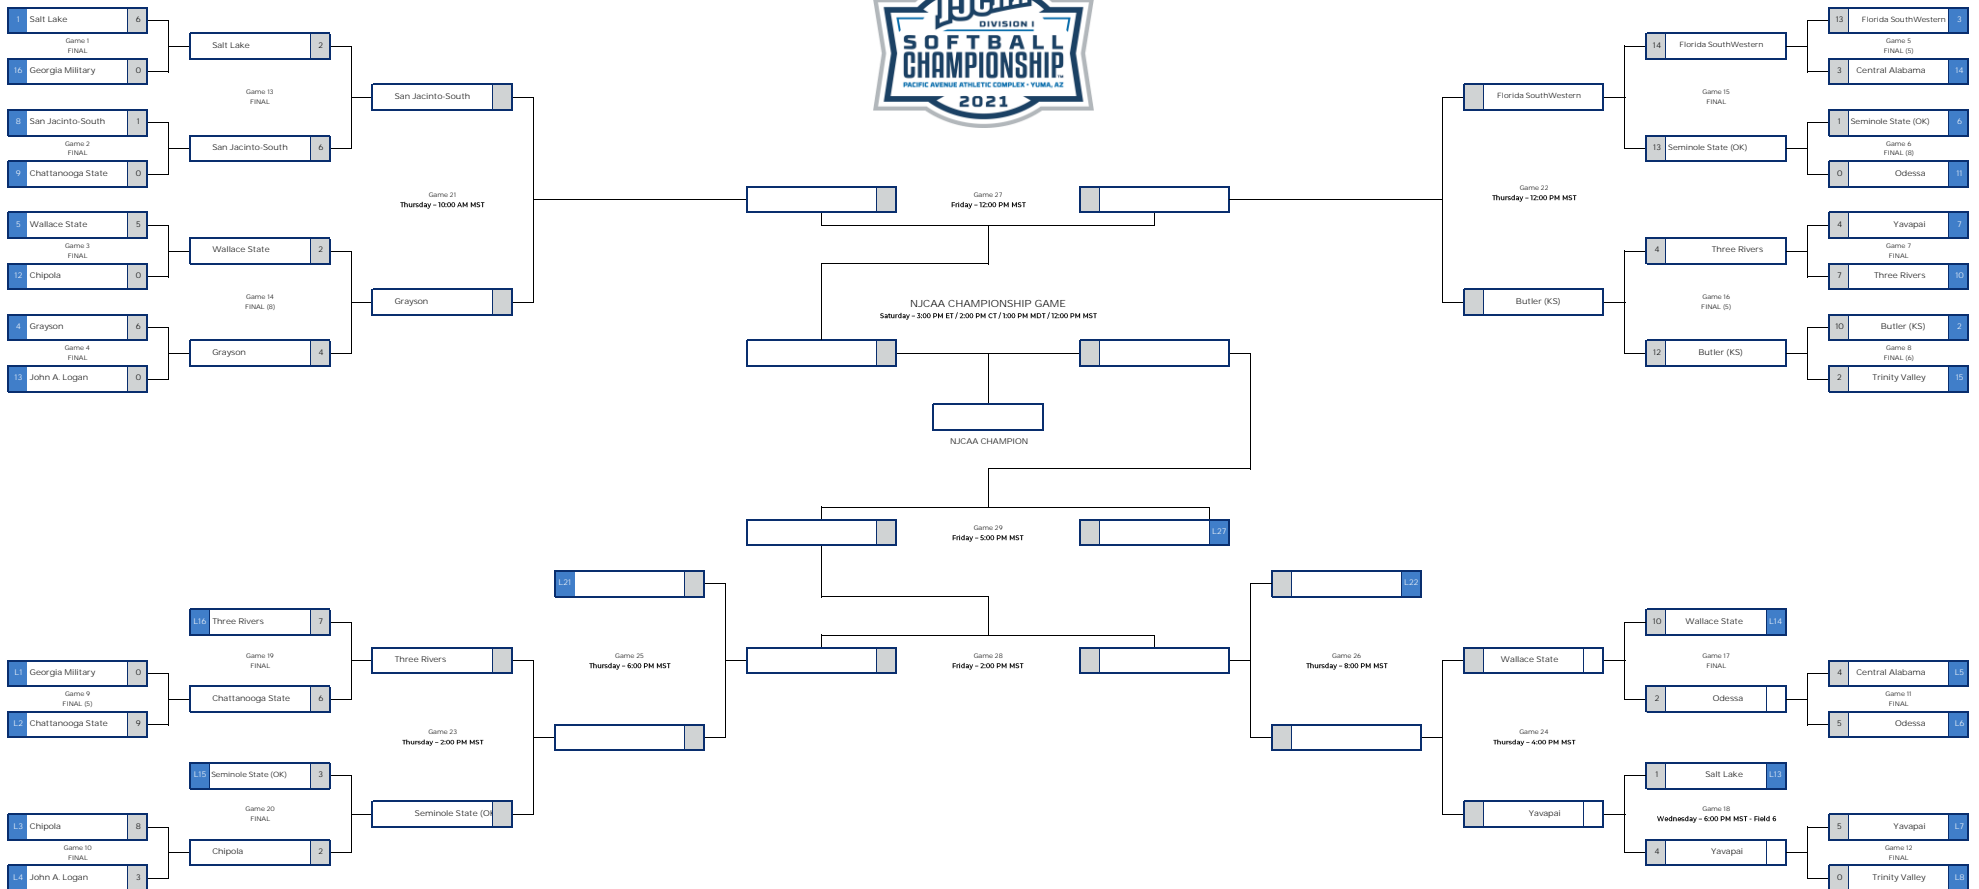 DIVISION I
SOFTBALL
CHAMPIONSHIP
PACIFIC AVENUE ATHLETIC COMPLEX • YUMA, AZ
2021
1 Salt Lake 6
Game 1
FINAL
16 Georgia Military 0
8 San Jacinto-South 1
Game 2
FINAL
9 Chattanooga State 0
5 Wallace State 5
Game 3
FINAL
12 Chipola 0
4 Grayson 6
Game 4
FINAL
13 John A. Logan 0
Salt Lake 2
Game 13
FINAL
San Jacinto-South 6
Wallace State 2
Game 14
FINAL (8)
Grayson 4
San Jacinto-South
Game 21
Thursday – 10:00 AM MST
Grayson
Game 27
Friday – 12:00 PM MST
NJCAA CHAMPIONSHIP GAME
Saturday – 3:00 PM ET / 2:00 PM CT / 1:00 PM MDT / 12:00 PM MST
NJCAA CHAMPION
Florida SouthWestern
Game 22
Thursday – 12:00 PM MST
Butler (KS)
14 Florida SouthWestern
Game 15
FINAL
13 Seminole State (OK)
4 Three Rivers
Game 16
FINAL (5)
12 Butler (KS)
13 Florida SouthWestern 3
Game 5
FINAL (5)
3 Central Alabama 14
1 Seminole State (OK) 6
Game 6
FINAL (8)
0 Odessa 11
4 Yavapai 7
Game 7
FINAL
7 Three Rivers 10
10 Butler (KS) 2
Game 8
FINAL (6)
2 Trinity Valley 15
Game 29
Friday – 5:00 PM MST
L27
L21
Game 25
Thursday – 6:00 PM MST
Game 28
Friday – 2:00 PM MST
L22
Game 26
Thursday – 8:00 PM MST
L16 Three Rivers 7
Game 19
FINAL
Chattanooga State 6
L1 Georgia Military 0
Game 9
FINAL (5)
L2 Chattanooga State 9
Three Rivers
Game 23
Thursday – 2:00 PM MST
Seminole State (OK
L15 Seminole State (OK) 3
Game 20
FINAL
Chipola 2
L3 Chipola 8
Game 10
FINAL
L4 John A. Logan 3
Wallace State
Game 24
Thursday – 4:00 PM MST
Yavapai
10 Wallace State L14
Game 17
FINAL
2 Odessa
1 Salt Lake L13
Game 18
Wednesday – 6:00 PM MST - Field 6
4 Yavapai
4 Central Alabama L5
Game 11
FINAL
5 Odessa L6
5 Yavapai L7
Game 12
FINAL
0 Trinity Valley L8